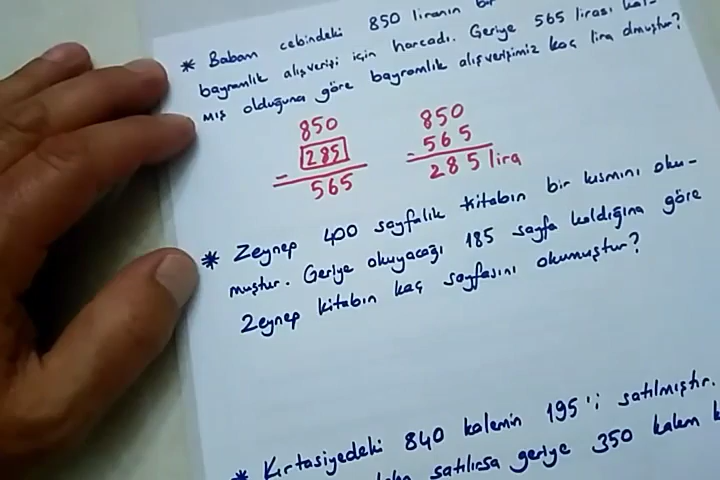 * Babam cebindeki 850 liranın bir
bayramlık alışverişi için harcadı. Geriye 565 lirası kal-
mış olduğuna göre bayramlık alışverişimiz kaç lira olmuştur?
850 850
- 285 - 565
565 285 lira
* Zeynep 400 sayfalık kitabın bir kısmını oku-
muştur. Geriye okuyacağı 185 sayfa kaldığına göre
Zeynep kitabın kaç sayfasını okumuştur?
* Kırtasiyedeki 840 kalemin 195'i satılmıştır.
satılırsa geriye 350 kalem